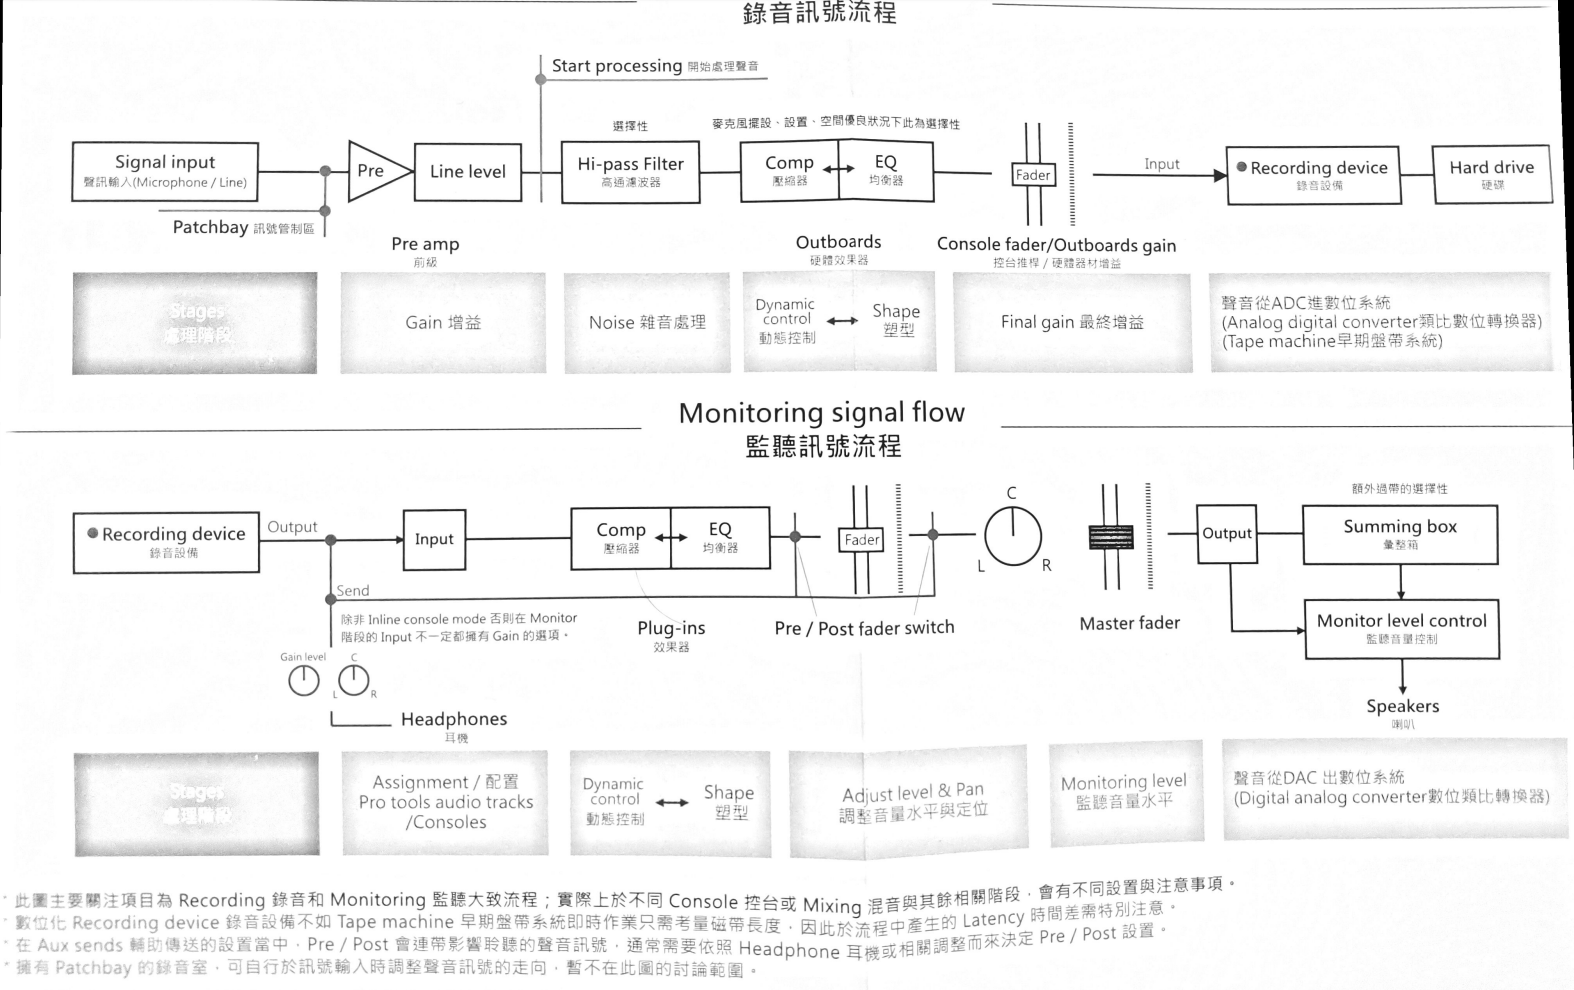 錄音訊號流程
Start processing 開始處理聲音
選擇性
麥克風擺設、設置、空間優良狀況下此為選擇性
Signal input
聲訊輸入(Microphone / Line)
Pre
Line level
Hi-pass Filter
高通濾波器
Comp
壓縮器
EQ
均衡器
Fader
Input
Recording device
錄音設備
Hard drive
硬碟
Patchbay 訊號管制區
Pre amp
前級
Outboards
硬體效果器
Console fader/Outboards gain
控台推桿 / 硬體器材增益
Stages
處理階段
Gain 增益
Noise 雜音處理
Dynamic
control
動態控制
Shape
塑型
Final gain 最終增益
聲音從ADC進數位系統
(Analog digital converter類比數位轉換器)
(Tape machine早期盤帶系統)
Monitoring signal flow
監聽訊號流程
Recording device
錄音設備
Output
Input
Comp
壓縮器
EQ
均衡器
Fader
C
L
R
Output
額外過帶的選擇性
Summing box
彙整箱
Send
除非 Inline console mode 否則在 Monitor
階段的 Input 不一定都擁有 Gain 的選項。
Plug-ins
效果器
Pre / Post fader switch
Master fader
Monitor level control
監聽音量控制
Gain level
C
L
R
Headphones
耳機
Speakers
喇叭
Stages
處理階段
Assignment / 配置
Pro tools audio tracks
/Consoles
Dynamic
control
動態控制
Shape
塑型
Adjust level & Pan
調整音量水平與定位
Monitoring level
監聽音量水平
聲音從DAC 出數位系統
(Digital analog converter數位類比轉換器)
* 此圖主要關注項目為 Recording 錄音和 Monitoring 監聽大致流程；實際上於不同 Console 控台或 Mixing 混音與其餘相關階段，會有不同設置與注意事項。
* 數位化 Recording device 錄音設備不如 Tape machine 早期盤帶系統即時作業只需考量磁帶長度，因此於流程中產生的 Latency 時間差需特別注意。
* 在 Aux sends 輔助傳送的設置當中，Pre / Post 會連帶影響聆聽的聲音訊號，通常需要依照 Headphone 耳機或相關調整而來決定 Pre / Post 設置。
* 擁有 Patchbay 的錄音室，可自行於訊號輸入時調整聲音訊號的走向，暫不在此圖的討論範圍。